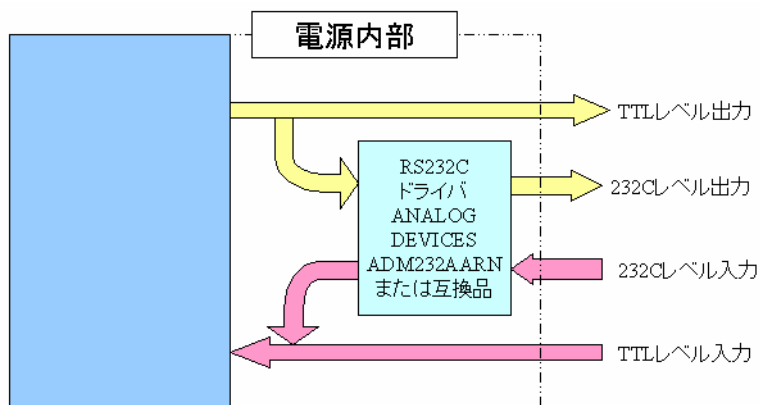 電源内部
TTLレベル出力
RS232C
ドライバ
ANALOG
DEVICES
ADM232AARN
または互換品
232Cレベル出力
232Cレベル入力
TTLレベル入力